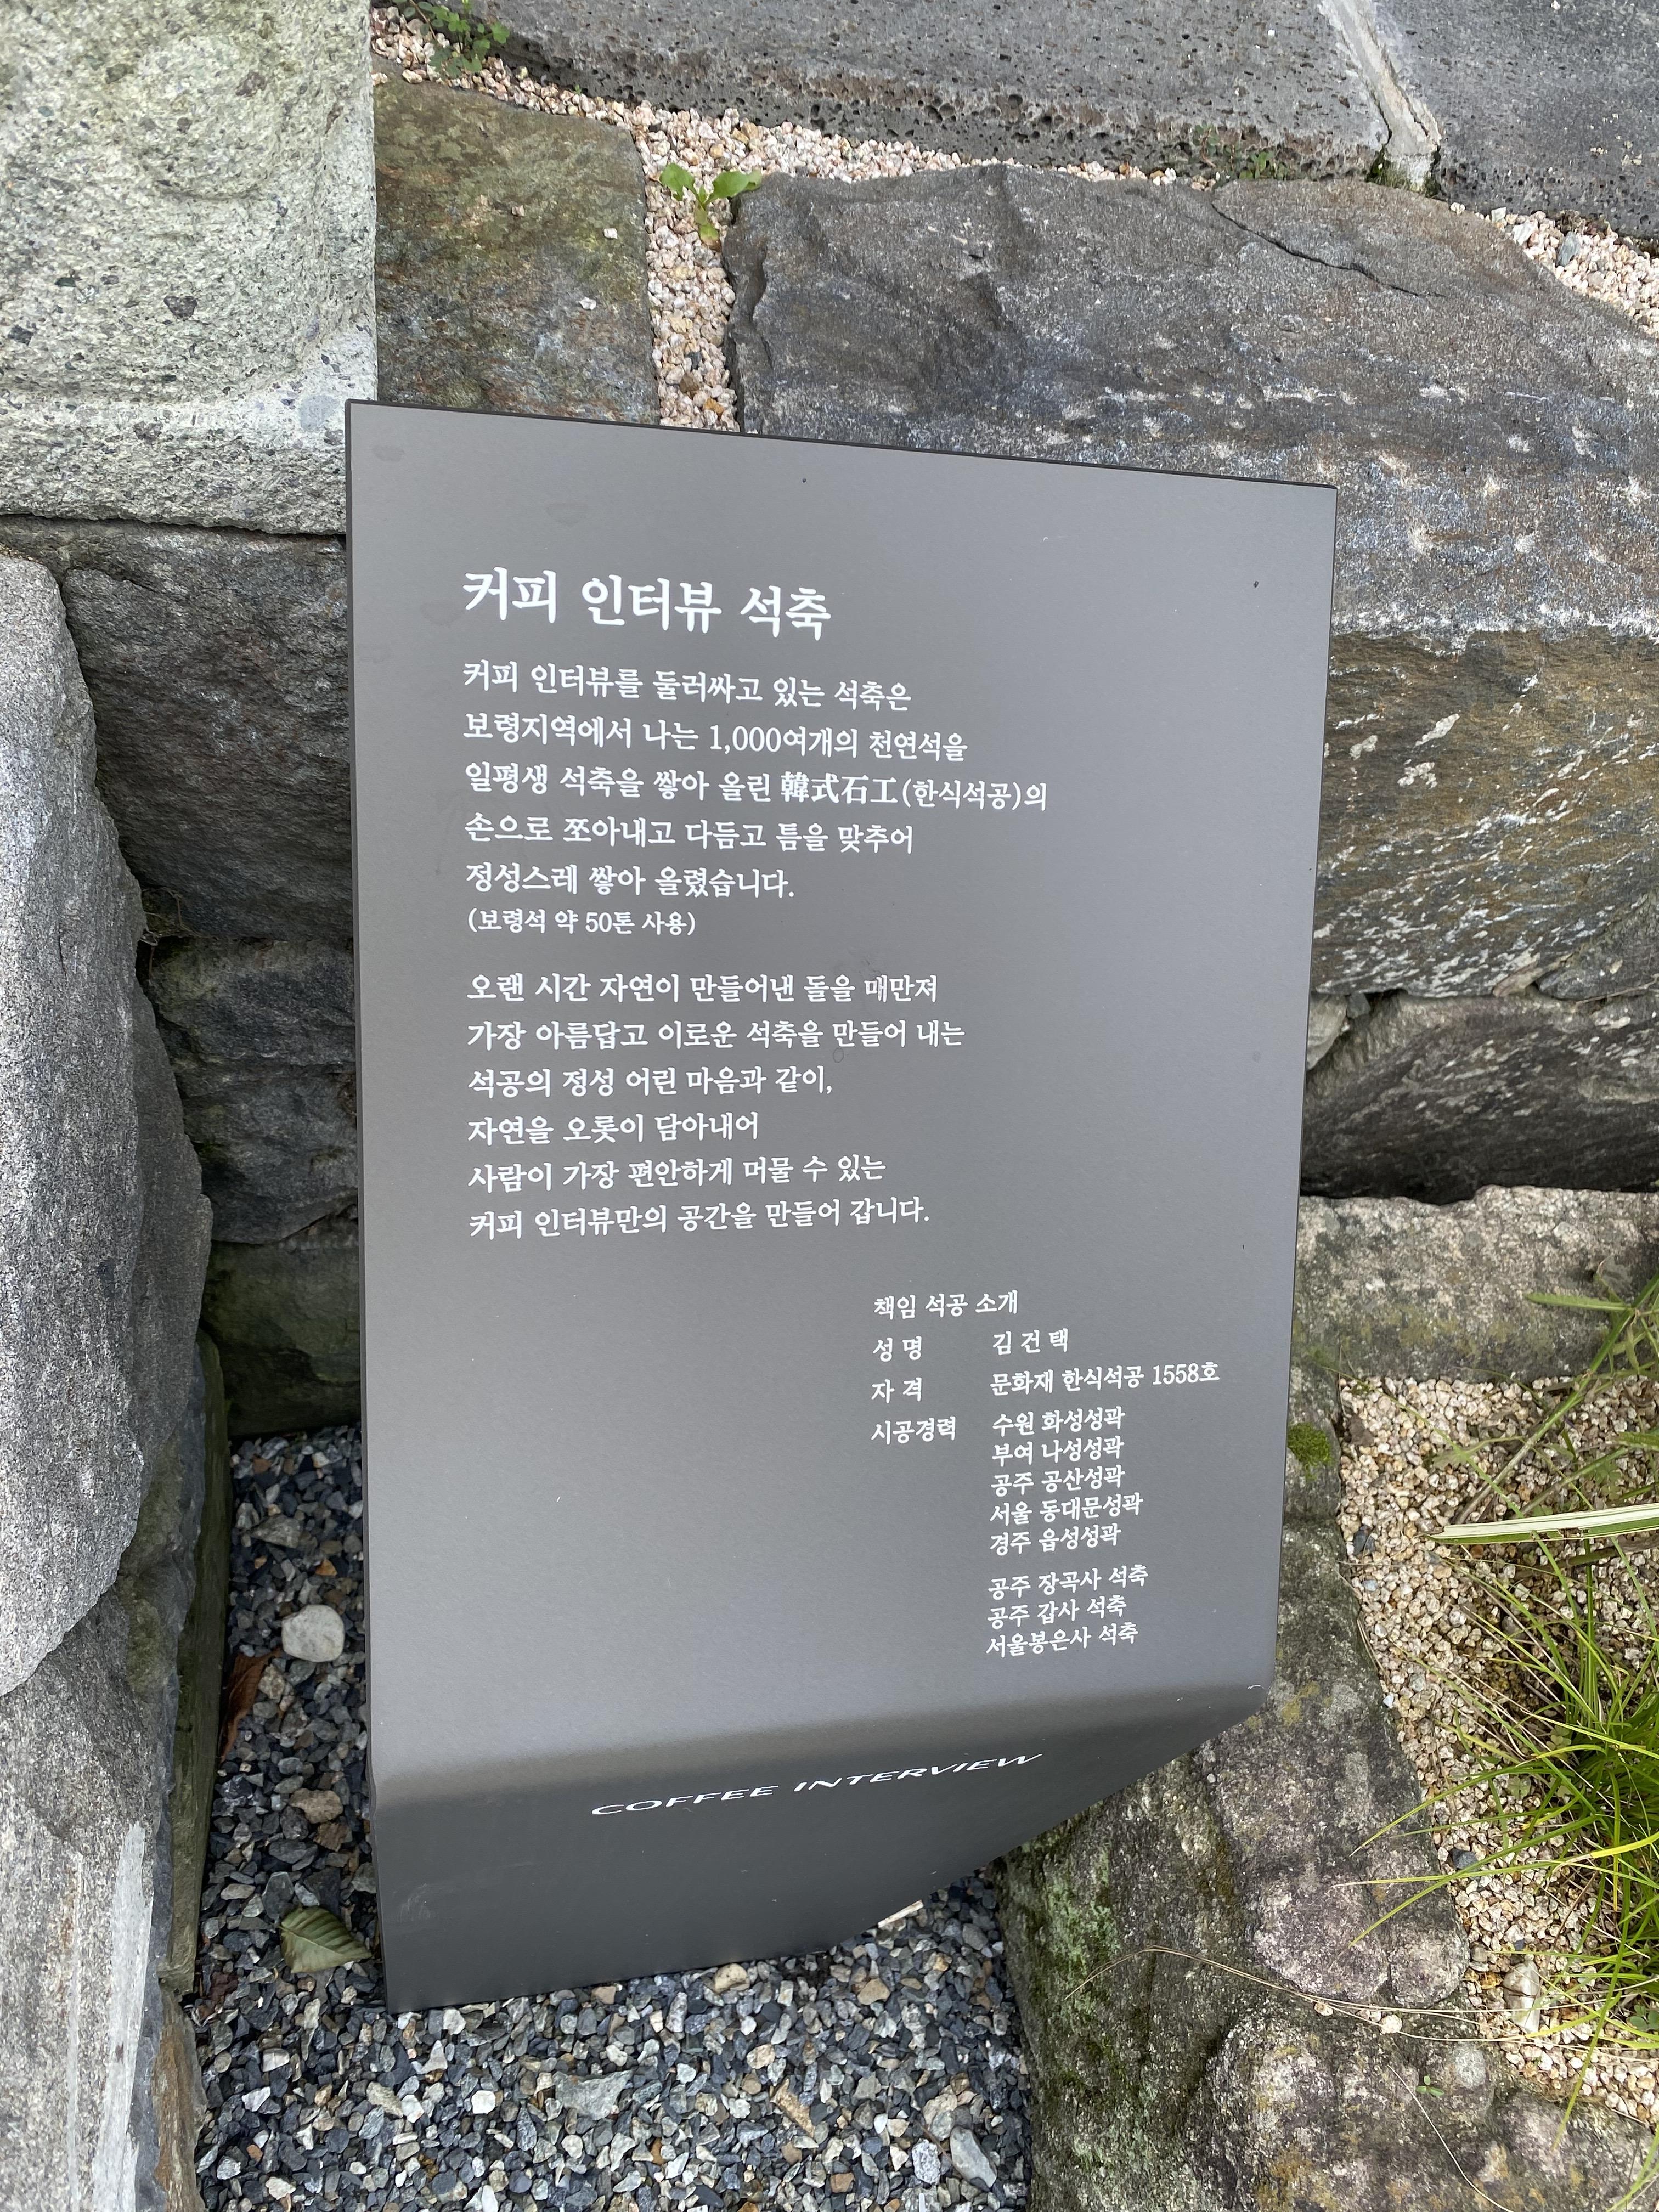 커피 인터뷰 석축
커피 인터뷰를 둘러싸고 있는 석축은
보령지역에서 나는 1,000여개의 천연석을
일평생 석축을 쌓아 올린 韓式石工(한식석공)의
손으로 쪼아내고 다듬고 틈을 맞추어
정성스레 쌓아 올렸습니다.
(보령석 약 50톤 사용)
오랜 시간 자연이 만들어낸 돌을 매만져
가장 아름답고 이로운 석축을 만들어 내는
석공의 정성 어린 마음과 같이,
자연을 오롯이 담아내어
사람이 가장 편안하게 머물 수 있는
커피 인터뷰만의 공간을 만들어 갑니다.
책임 석공 소개
성 명 김 건 택
자 격 문화재 한식석공 1558호
시공경력 수원 화성성곽
부여 나성성곽
공주 공산성곽
서울 동대문성곽
경주 읍성성곽
공주 장곡사 석축
공주 갑사 석축
서울봉은사 석축
COFFEE INTERVIEW